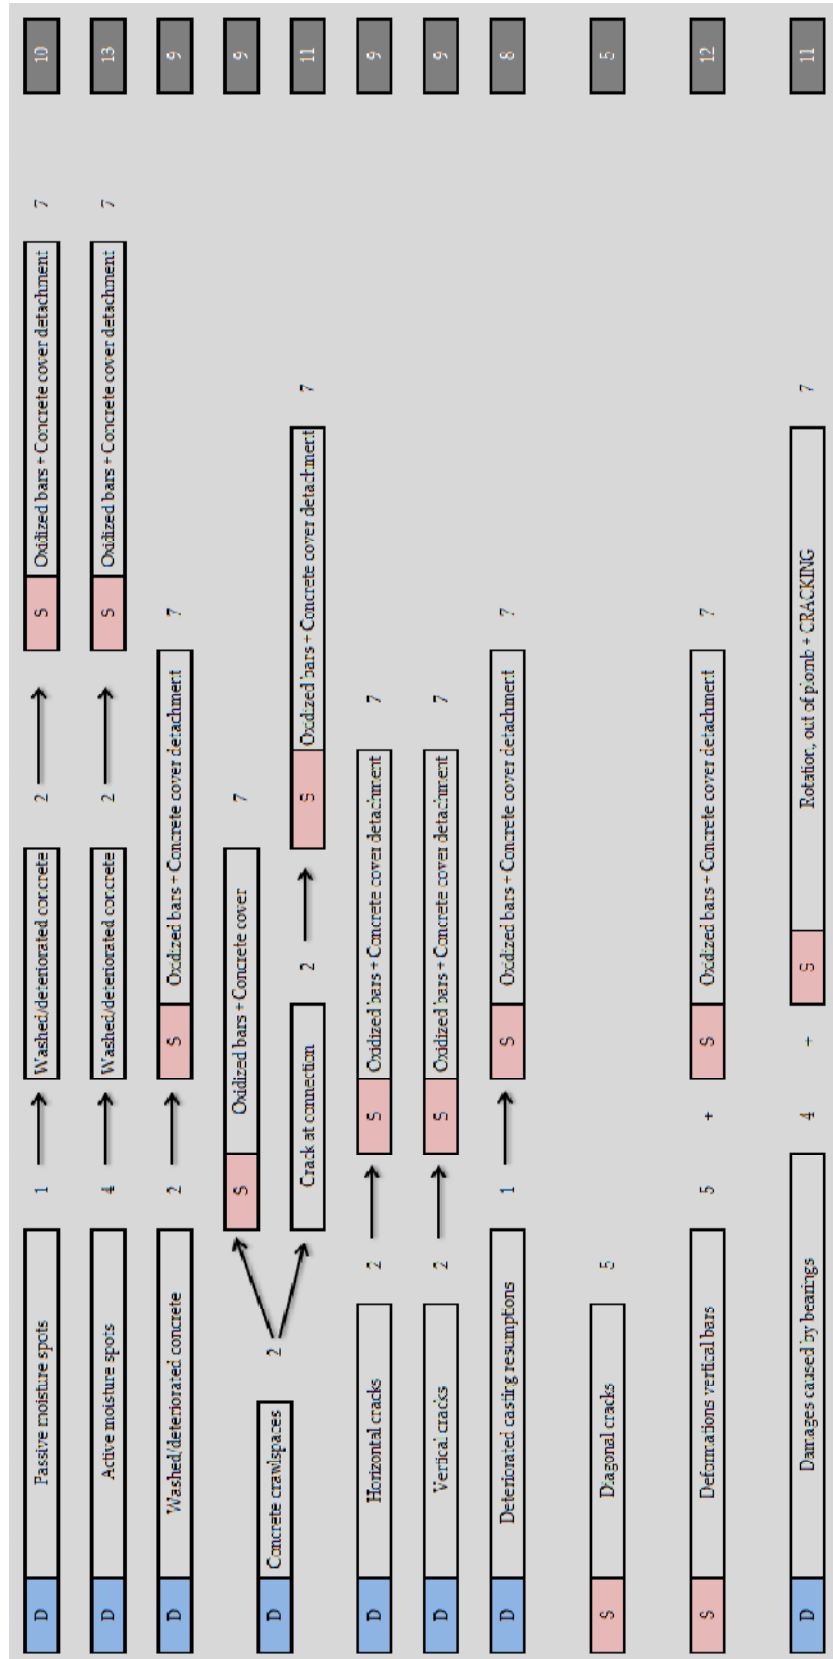 D Passive moisture spots 1 Washed/deteriorated concrete 2 S Oxidized bars + Concrete cover detachment 7 10
D Active moisture spots 4 Washed/deteriorated concrete 2 S Oxidized bars + Concrete cover detachment 7 13
D Washed/deteriorated concrete 2 S Oxidized bars + Concrete cover detachment 7 9
D Concrete crawlspaces 2
S Oxidized bars + Concrete cover 7 9
Crack at connection 2 S Oxidized bars + Concrete cover detachment 7 11
D Horizontal cracks 2 S Oxidized bars + Concrete cover detachment 7 9
D Vertical cracks 2 S Oxidized bars + Concrete cover detachment 7 9
D Deteriorated casting resumptions 1 S Oxidized bars + Concrete cover detachment 7 8
S Diagonal cracks 5 5
S Deformations vertical bars 5 + S Oxidized bars + Concrete cover detachment 7 12
D Damages caused by bearings 4 + S Rotation, out of plomb + CRACKING 7 11